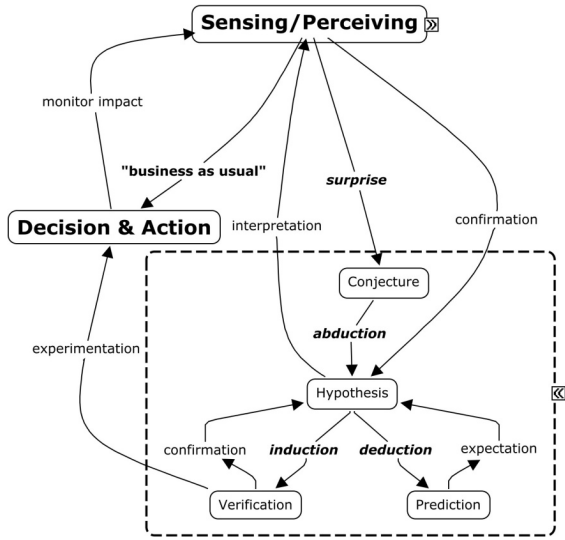 Sensing/Perceiving
monitor impact
"business as usual"
surprise
Decision & Action
interpretation
confirmation
Conjecture
abduction
experimentation
Hypothesis
confirmation
induction
deduction
expectation
Verification
Prediction